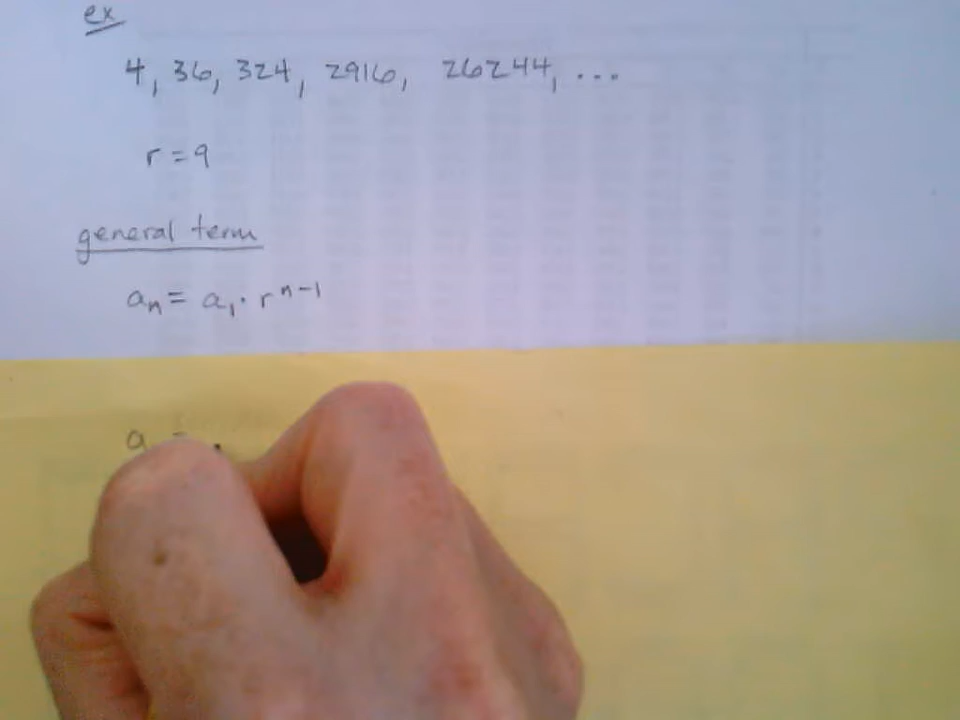 ex
4, 36, 324, 2916, 26244, ...
r = 9
general term
aₙ = a₁ · rⁿ⁻¹
a =